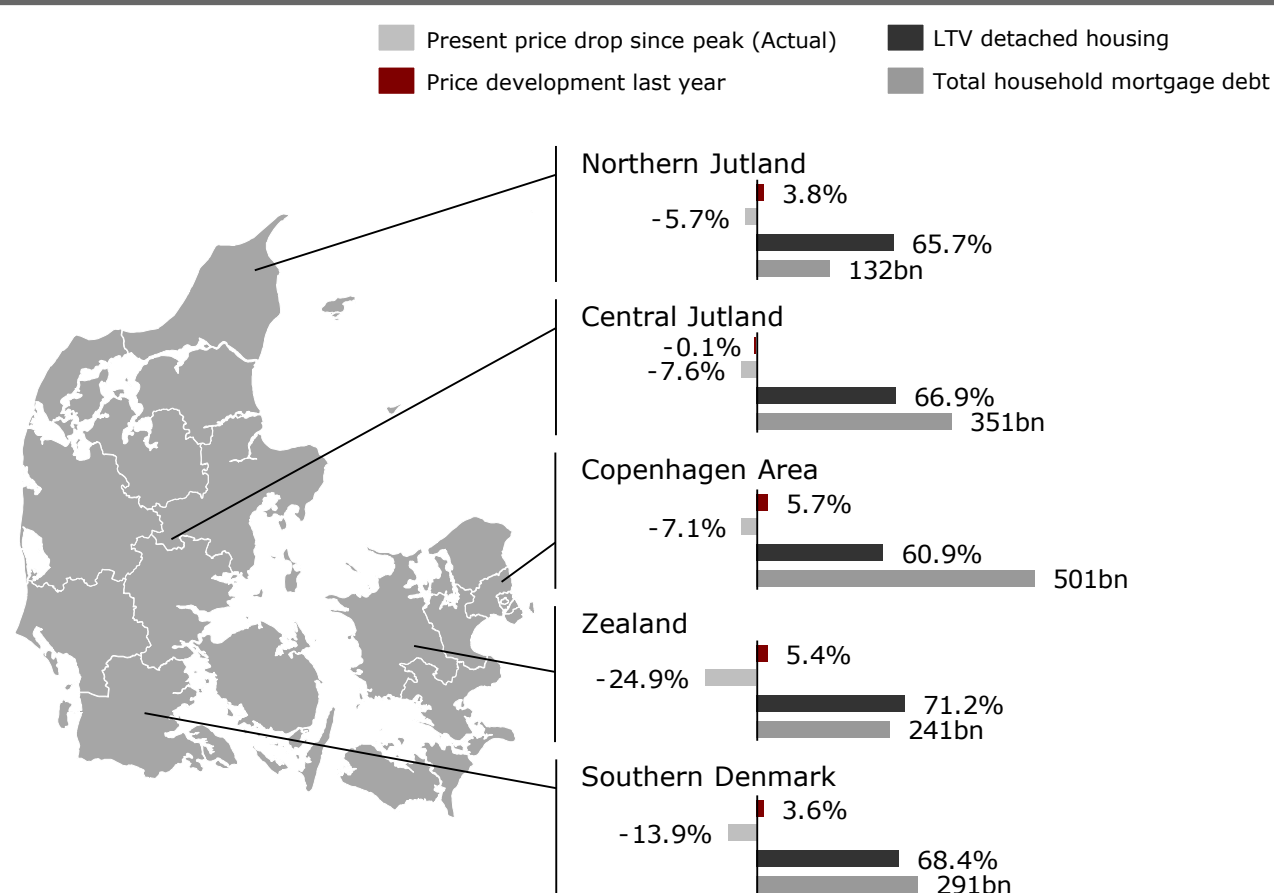 Present price drop since peak (Actual)
LTV detached housing
Price development last year
Total household mortgage debt
Northern Jutland
3.8%
-5.7%
65.7%
132bn
Central Jutland
-0.1%
-7.6%
66.9%
351bn
Copenhagen Area
5.7%
-7.1%
60.9%
501bn
Zealand
5.4%
-24.9%
71.2%
241bn
Southern Denmark
3.6%
-13.9%
68.4%
291bn